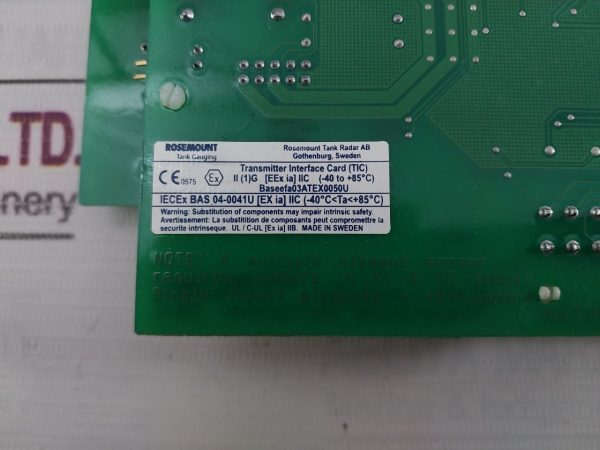 LTD.
ROSEMOUNT
Tank Gauging
Rosemount Tank Radar AB
Gothenburg, Sweden
CE 0575 Ex
Transmitter Interface Card (TIC)
II (1)G [EEx ia] IIC (-40 to +85°C)
Baseefa03ATEX0050U
IECEx BAS 04-0041U [EX ia] IIC (-40°C<Ta<+85°C)
Warning: Substitution of components may impair intrinsic safety.
Avertissement: La substitition de composants peut compromettre la
securite intrinseque. UL / C-UL [Ex ia] IIB. MADE IN SWEDEN
NOTE: